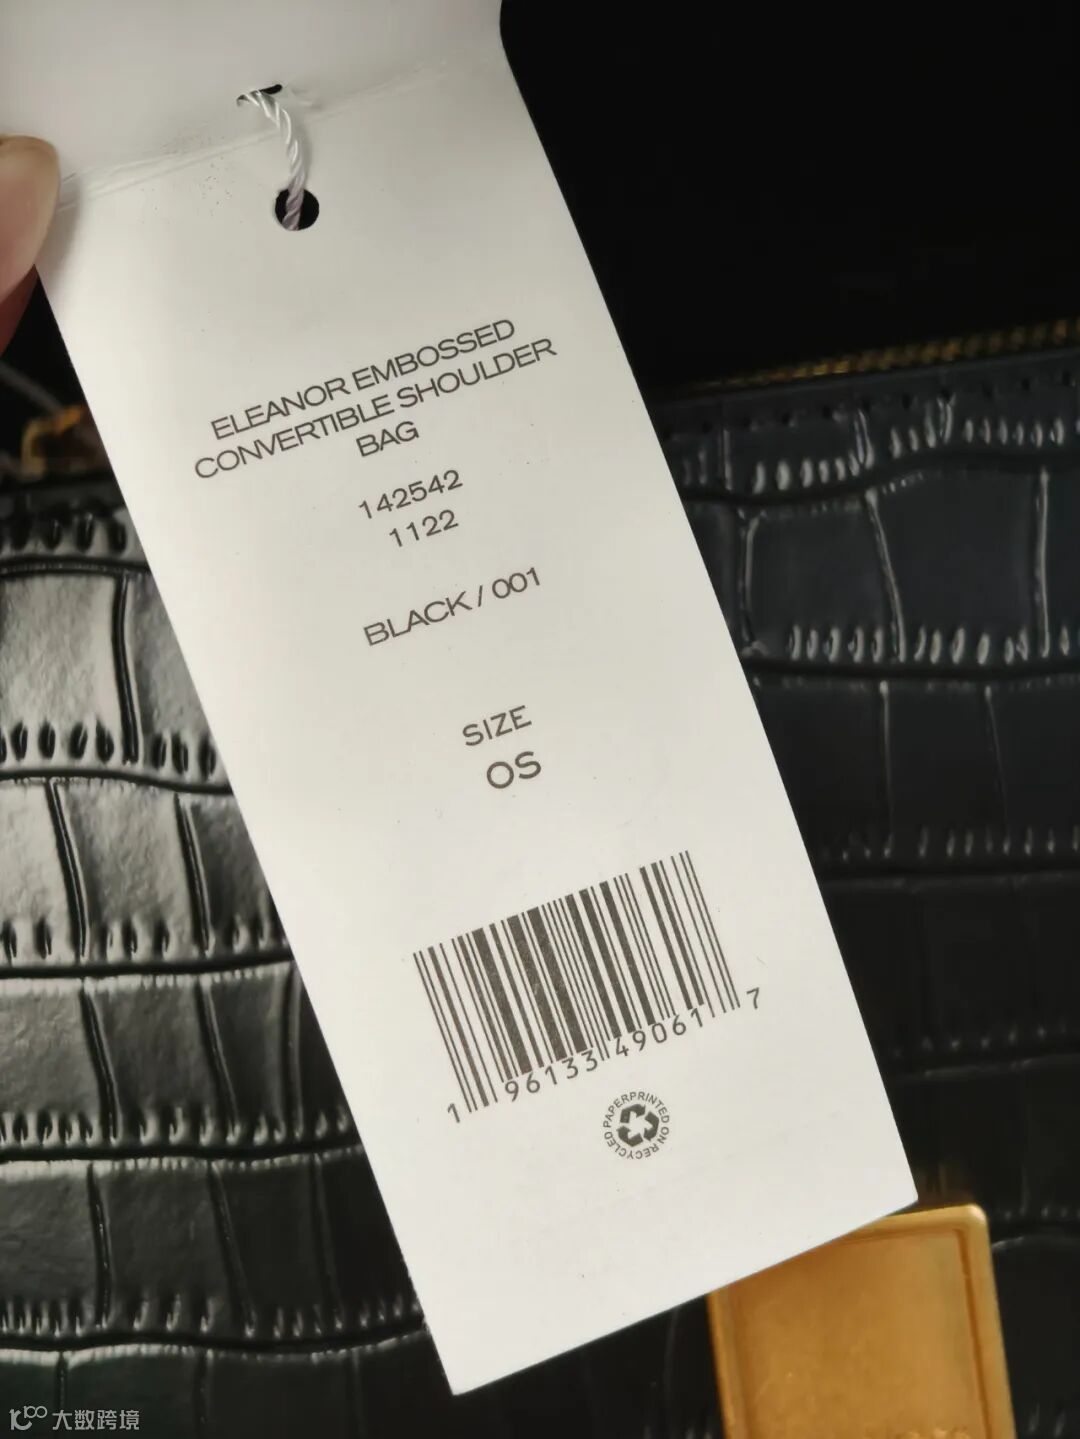 ELEANOR EMBOSSED
CONVERTIBLE SHOULDER
BAG
142542
1122
BLACK / 001
SIZE
OS
1 96133 49061 7
PRINTED ON RECYCLED PAPER
大数跨境